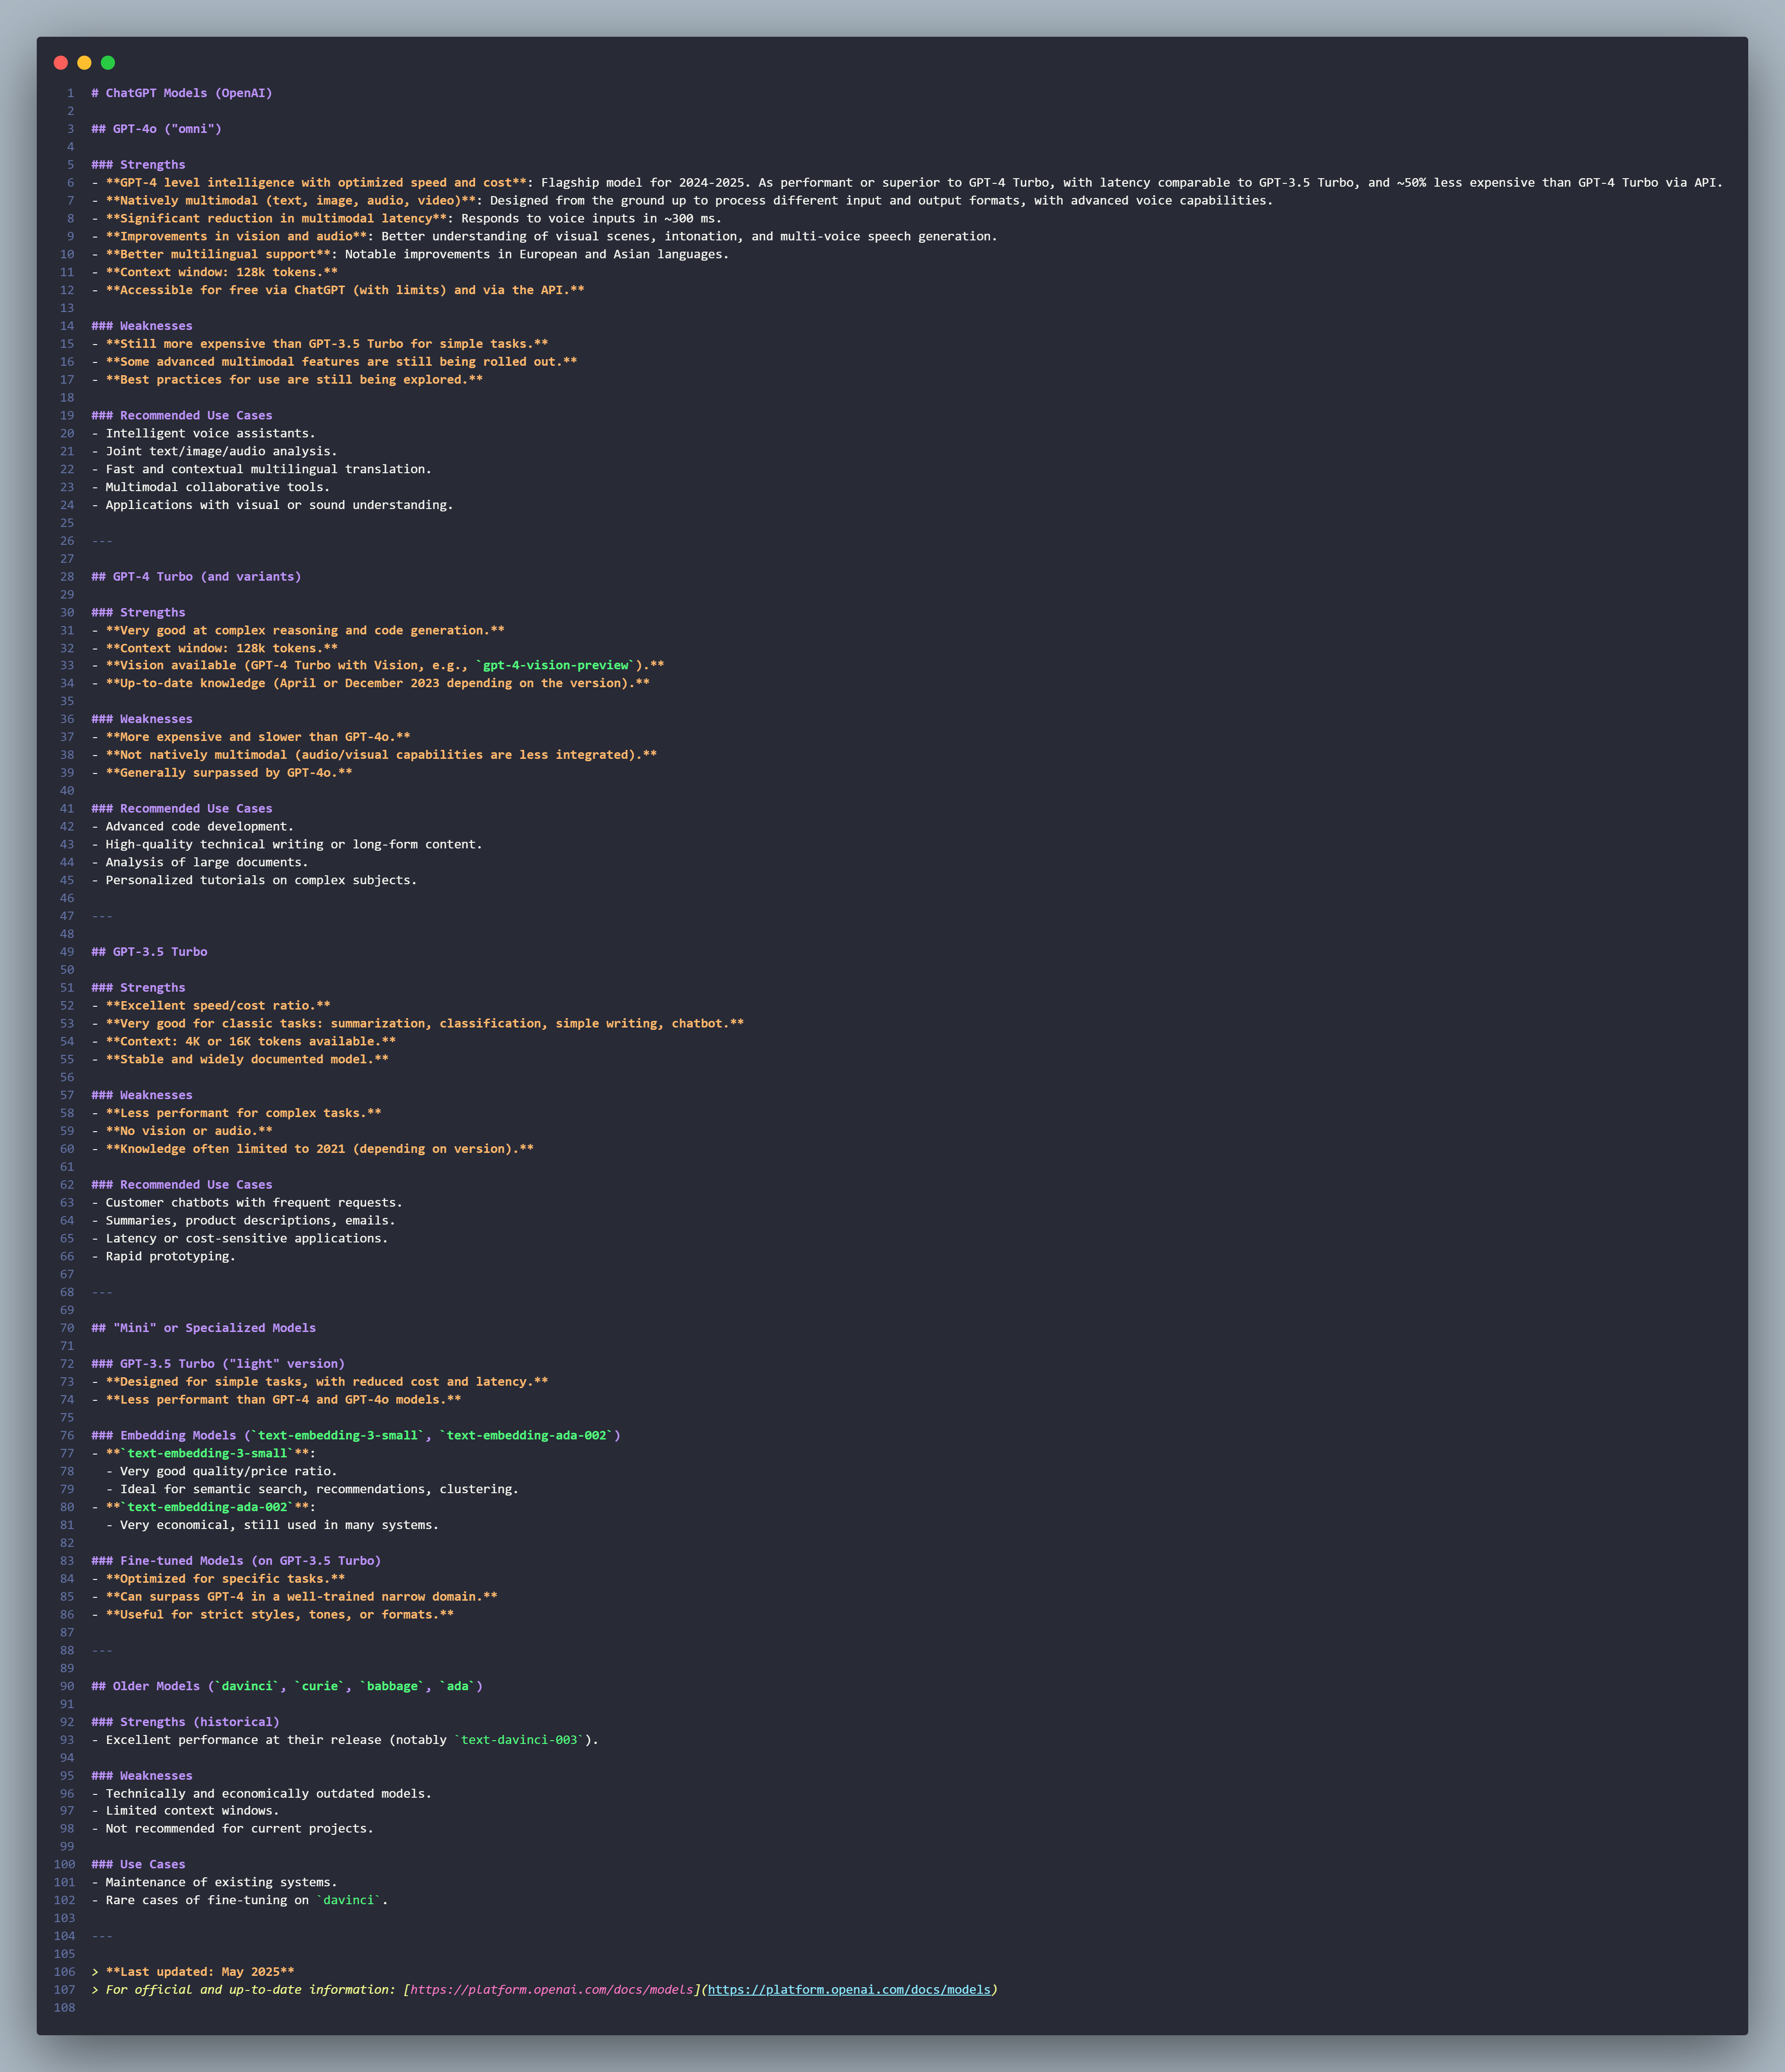 1 # ChatGPT Models (OpenAI)
2
3 ## GPT-4o ("omni")
4
5 ### Strengths
6 - **GPT-4 level intelligence with optimized speed and cost**: Flagship model for 2024-2025. As performant or superior to GPT-4 Turbo, with latency comparable to GPT-3.5 Turbo, and ~50% less expensive than GPT-4 Turbo via API.
7 - **Natively multimodal (text, image, audio, video)**: Designed from the ground up to process different input and output formats, with advanced voice capabilities.
8 - **Significant reduction in multimodal latency**: Responds to voice inputs in ~300 ms.
9 - **Improvements in vision and audio**: Better understanding of visual scenes, intonation, and multi-voice speech generation.
10 - **Better multilingual support**: Notable improvements in European and Asian languages.
11 - **Context window: 128k tokens.**
12 - **Accessible for free via ChatGPT (with limits) and via the API.**
13
14 ### Weaknesses
15 - **Still more expensive than GPT-3.5 Turbo for simple tasks.**
16 - **Some advanced multimodal features are still being rolled out.**
17 - **Best practices for use are still being explored.**
18
19 ### Recommended Use Cases
20 - Intelligent voice assistants.
21 - Joint text/image/audio analysis.
22 - Fast and contextual multilingual translation.
23 - Multimodal collaborative tools.
24 - Applications with visual or sound understanding.
25
26 ---
27
28 ## GPT-4 Turbo (and variants)
29
30 ### Strengths
31 - **Very good at complex reasoning and code generation.**
32 - **Context window: 128k tokens.**
33 - **Vision available (GPT-4 Turbo with Vision, e.g., `gpt-4-vision-preview`).**
34 - **Up-to-date knowledge (April or December 2023 depending on the version).**
35
36 ### Weaknesses
37 - **More expensive and slower than GPT-4o.**
38 - **Not natively multimodal (audio/visual capabilities are less integrated).**
39 - **Generally surpassed by GPT-4o.**
40
41 ### Recommended Use Cases
42 - Advanced code development.
43 - High-quality technical writing or long-form content.
44 - Analysis of large documents.
45 - Personalized tutorials on complex subjects.
46
47 ---
48
49 ## GPT-3.5 Turbo
50
51 ### Strengths
52 - **Excellent speed/cost ratio.**
53 - **Very good for classic tasks: summarization, classification, simple writing, chatbot.**
54 - **Context: 4K or 16K tokens available.**
55 - **Stable and widely documented model.**
56
57 ### Weaknesses
58 - **Less performant for complex tasks.**
59 - **No vision or audio.**
60 - **Knowledge often limited to 2021 (depending on version).**
61
62 ### Recommended Use Cases
63 - Customer chatbots with frequent requests.
64 - Summaries, product descriptions, emails.
65 - Latency or cost-sensitive applications.
66 - Rapid prototyping.
67
68 ---
69
70 ## "Mini" or Specialized Models
71
72 ### GPT-3.5 Turbo ("light" version)
73 - **Designed for simple tasks, with reduced cost and latency.**
74 - **Less performant than GPT-4 and GPT-4o models.**
75
76 ### Embedding Models (`text-embedding-3-small`, `text-embedding-ada-002`)
77 - **`text-embedding-3-small`**:
78   - Very good quality/price ratio.
79   - Ideal for semantic search, recommendations, clustering.
80 - **`text-embedding-ada-002`**:
81   - Very economical, still used in many systems.
82
83 ### Fine-tuned Models (on GPT-3.5 Turbo)
84 - **Optimized for specific tasks.**
85 - **Can surpass GPT-4 in a well-trained narrow domain.**
86 - **Useful for strict styles, tones, or formats.**
87
88 ---
89
90 ## Older Models (`davinci`, `curie`, `babbage`, `ada`)
91
92 ### Strengths (historical)
93 - Excellent performance at their release (notably `text-davinci-003`).
94
95 ### Weaknesses
96 - Technically and economically outdated models.
97 - Limited context windows.
98 - Not recommended for current projects.
99
100 ### Use Cases
101 - Maintenance of existing systems.
102 - Rare cases of fine-tuning on `davinci`.
103
104 ---
105
106 > **Last updated: May 2025**
107 > For official and up-to-date information: [https://platform.openai.com/docs/models](https://platform.openai.com/docs/models)
108